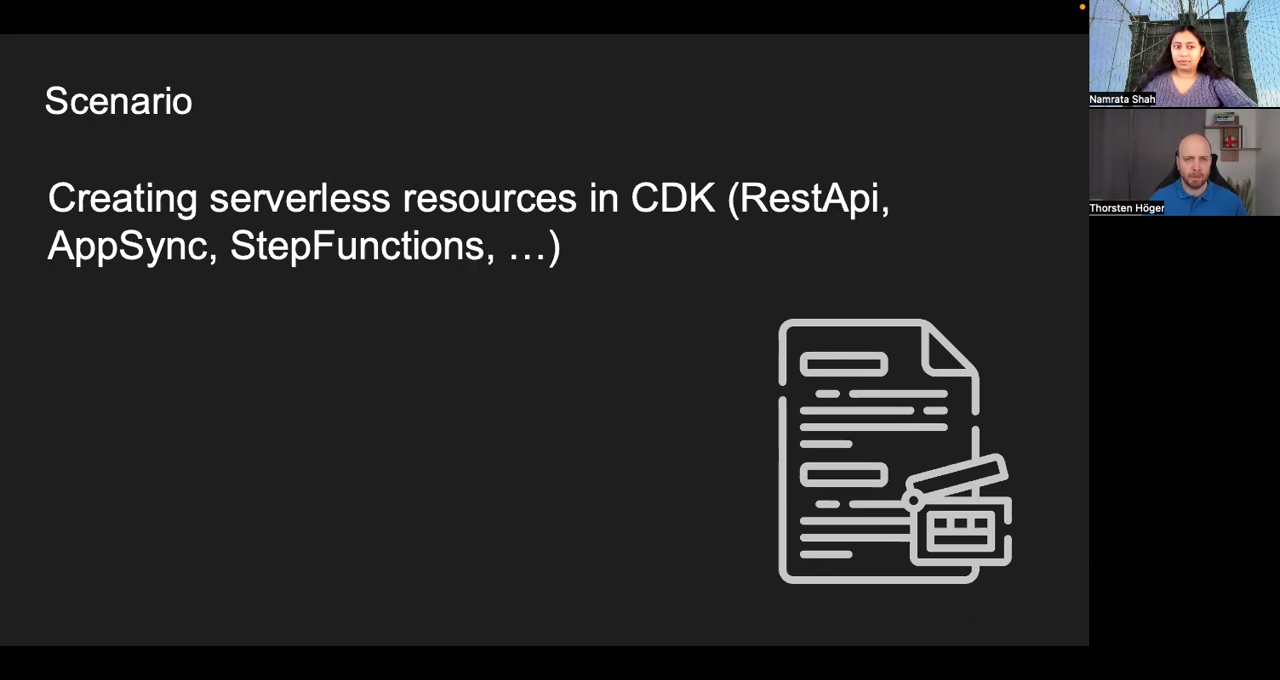 Scenario
Creating serverless resources in CDK (RestApi,
AppSync, StepFunctions, …)
Namrata Shah
Thorsten Höger